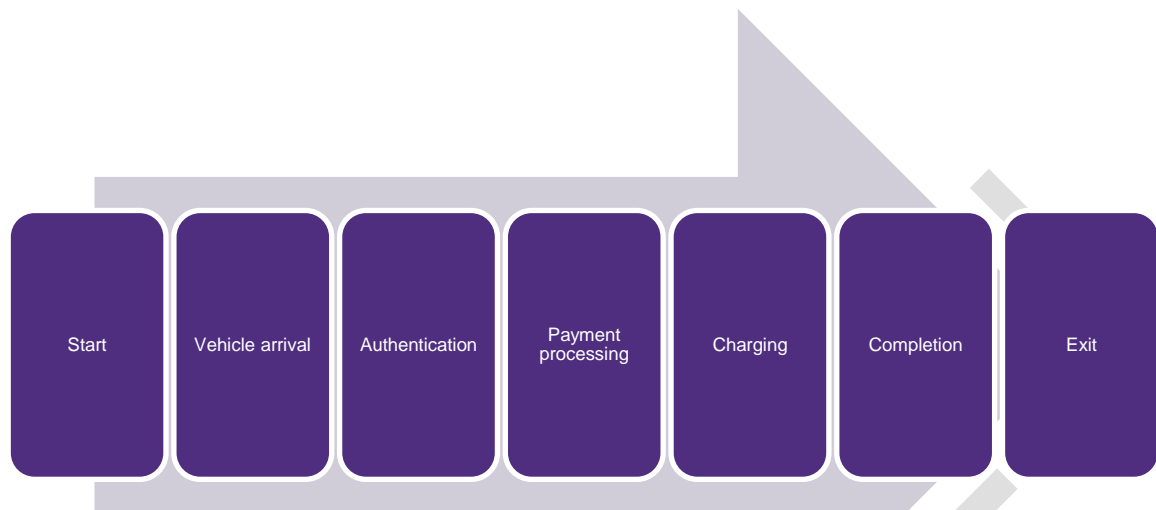 Start
Vehicle arrival
Authentication
Payment
processing
Charging
Completion
Exit